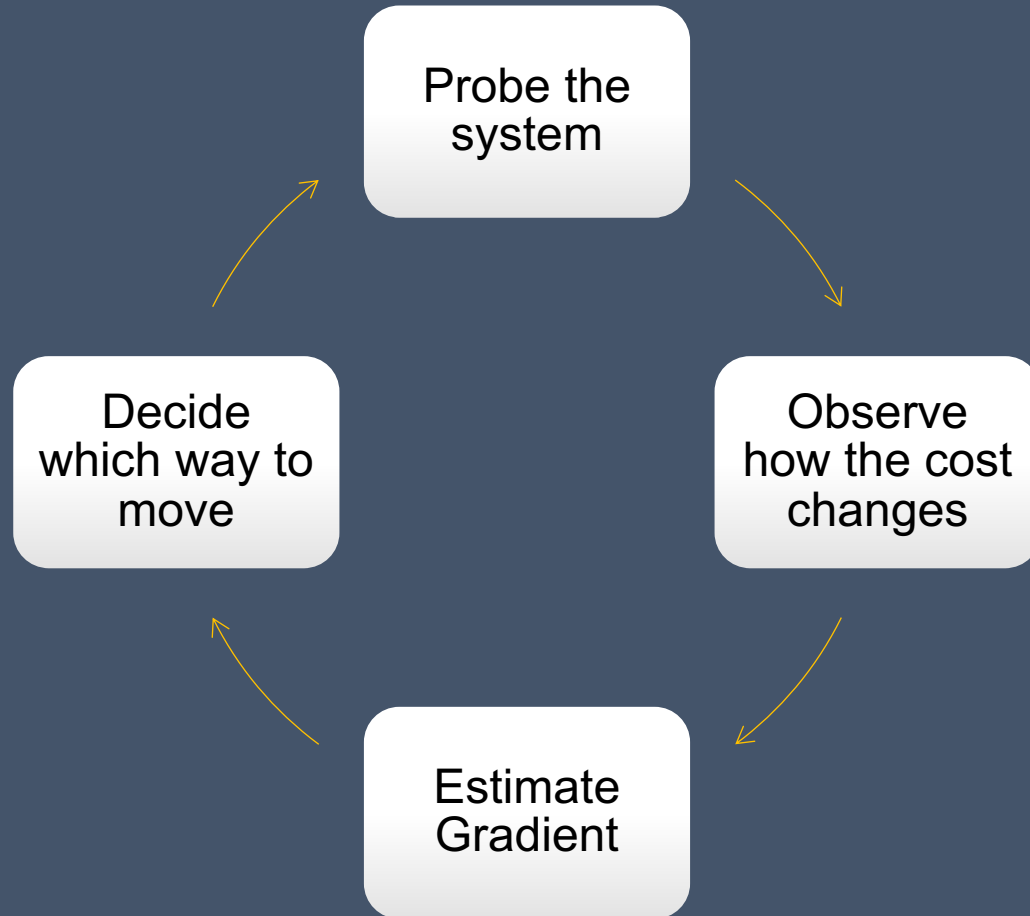 Probe the
system
Observe
how the cost
changes
Estimate
Gradient
Decide
which way to
move